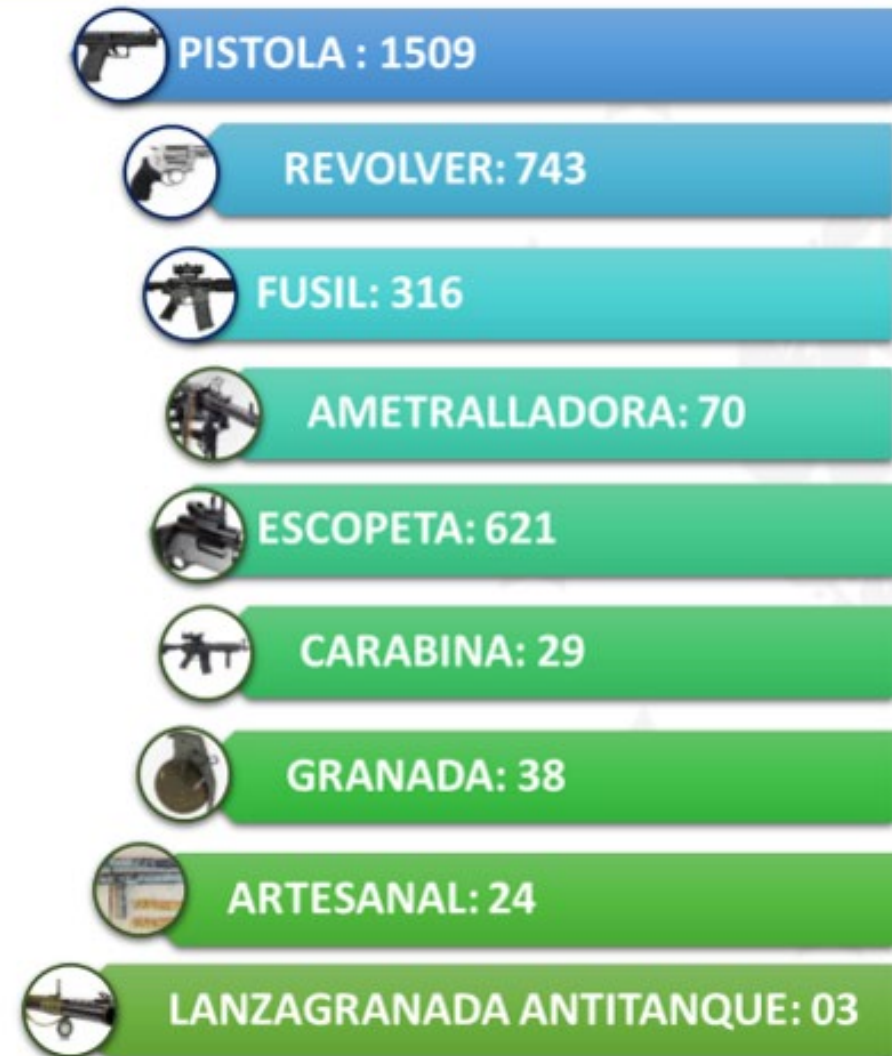 PISTOLA : 1509
REVOLVER: 743
FUSIL: 316
AMETRALLADORA: 70
ESCOPETA: 621
CARABINA: 29
GRANADA: 38
ARTESANAL: 24
LANZAGRANADA ANTITANQUE: 03